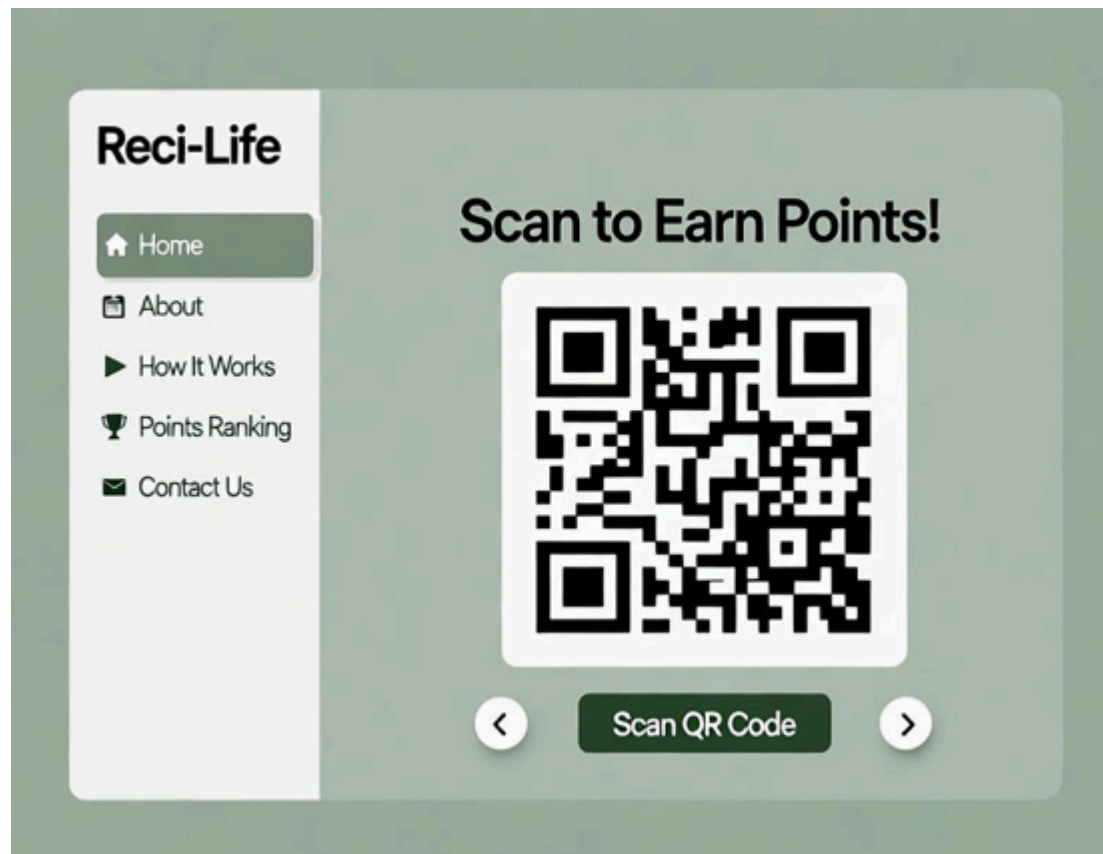 Reci-Life
Home
About
How It Works
Points Ranking
Contact Us
Scan to Earn Points!
Scan QR Code